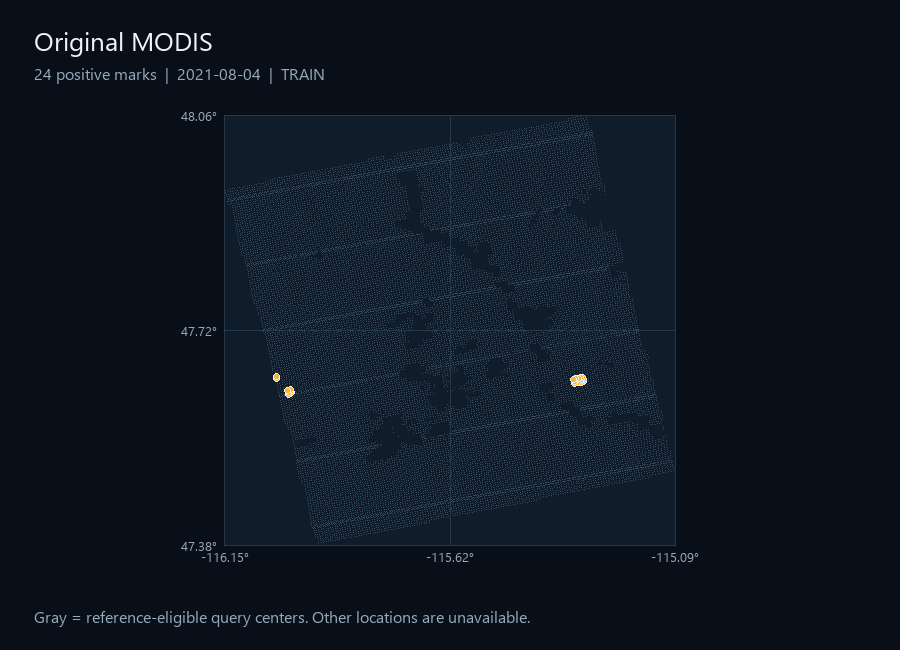 Original MODIS
24 positive marks | 2021-08-04 | TRAIN
48.06°
47.72°
47.38°
-116.15°
-115.62°
-115.09°
Gray = reference-eligible query centers. Other locations are unavailable.